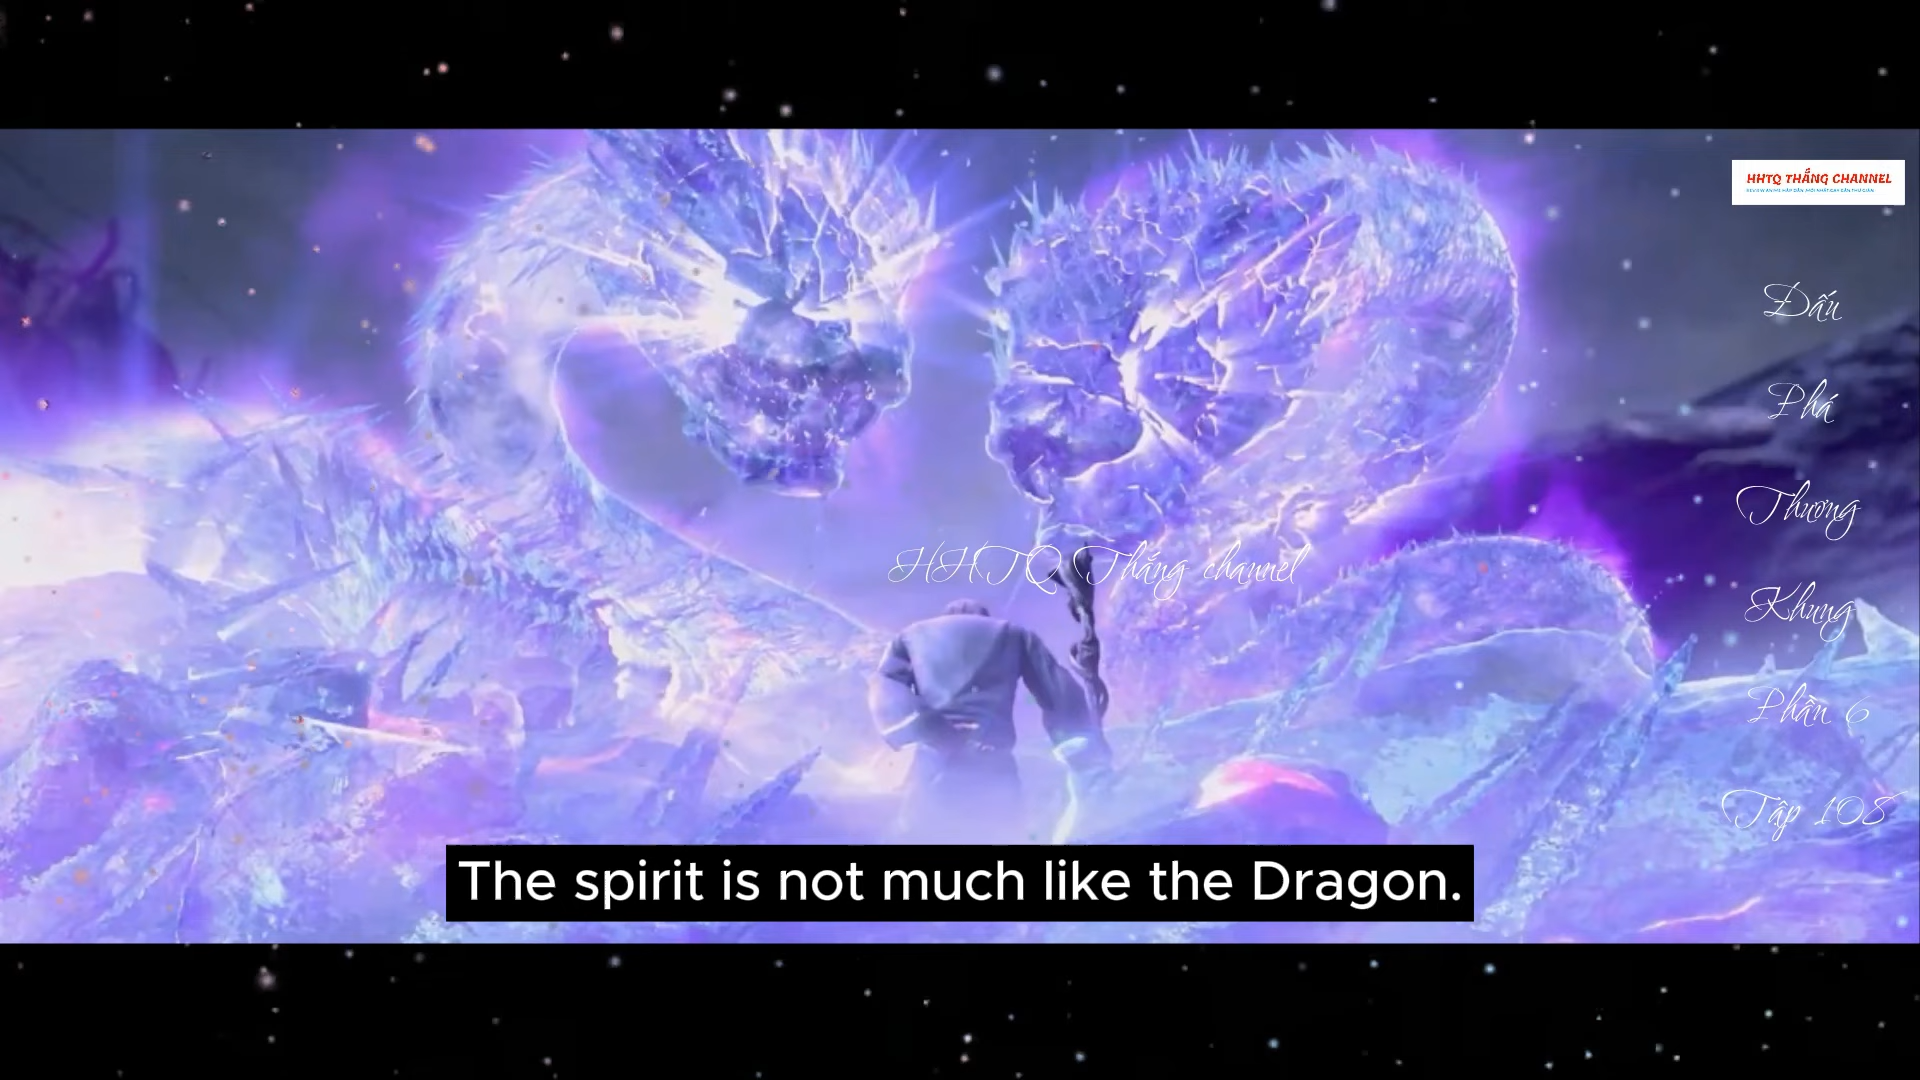 HHTQ THẮNG CHANNEL
Đấu
Phá
Thương
Khung
Phần 6
Tập 108
HHTQ Thắng channel
The spirit is not much like the Dragon.